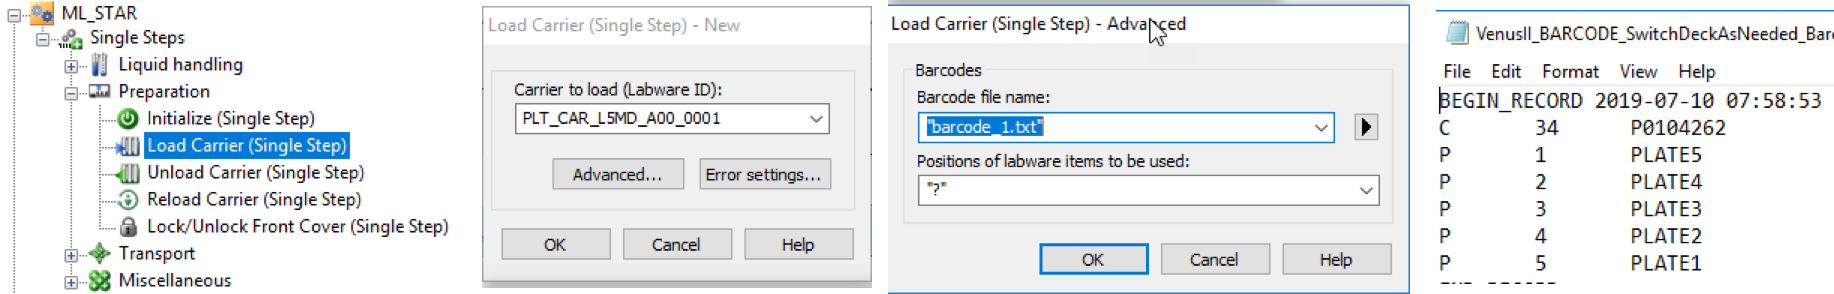 ML_STAR
Single Steps
Liquid handling
Preparation
Initialize (Single Step)
Load Carrier (Single Step)
Unload Carrier (Single Step)
Reload Carrier (Single Step)
Lock/Unlock Front Cover (Single Step)
Transport
Miscellaneous
Load Carrier (Single Step) - New
Carrier to load (Labware ID):
PLT_CAR_L5MD_A00_0001
Advanced... Error settings...
OK Cancel Help
Load Carrier (Single Step) - Advanced
Barcodes
Barcode file name:
"barcode_1.txt"
Positions of labware items to be used:
"?"
OK Cancel Help
VenusII_BARCODE_SwitchDeckAsNeeded_Bar
File Edit Format View Help
BEGIN_RECORD 2019-07-10 07:58:53
C 34 P0104262
P 1 PLATE5
P 2 PLATE4
P 3 PLATE3
P 4 PLATE2
P 5 PLATE1